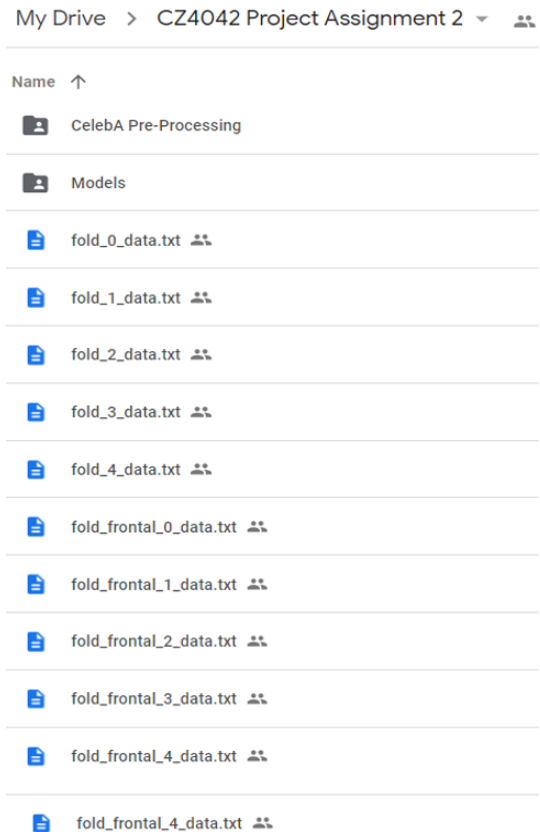 My Drive > CZ4042 Project Assignment 2
Name
CelebA Pre-Processing
Models
fold_0_data.txt
fold_1_data.txt
fold_2_data.txt
fold_3_data.txt
fold_4_data.txt
fold_frontal_0_data.txt
fold_frontal_1_data.txt
fold_frontal_2_data.txt
fold_frontal_3_data.txt
fold_frontal_4_data.txt
fold_frontal_4_data.txt